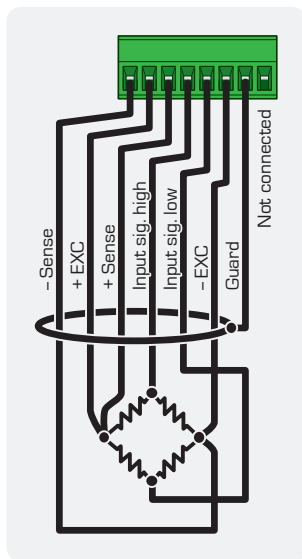 – Sense
+ EXC
+ Sense
Input sig. high
Input sig. low
– EXC
Guard
Not connected